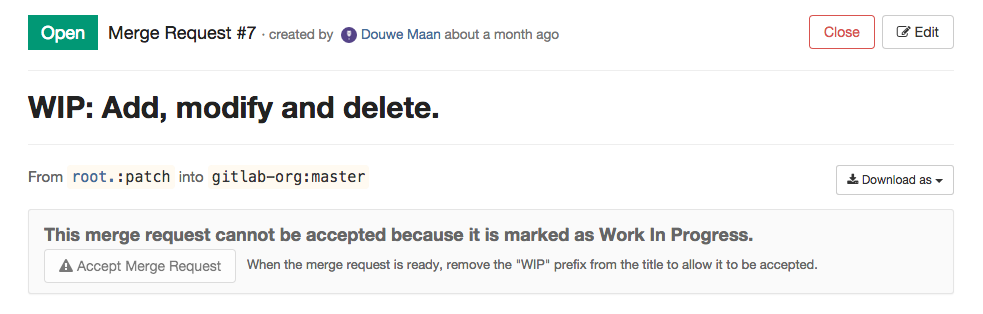 Open Merge Request #7 · created by Douwe Maan about a month ago Close Edit
WIP: Add, modify and delete.
From root.:patch into gitlab-org:master Download as
This merge request cannot be accepted because it is marked as Work In Progress.
Accept Merge Request When the merge request is ready, remove the "WIP" prefix from the title to allow it to be accepted.